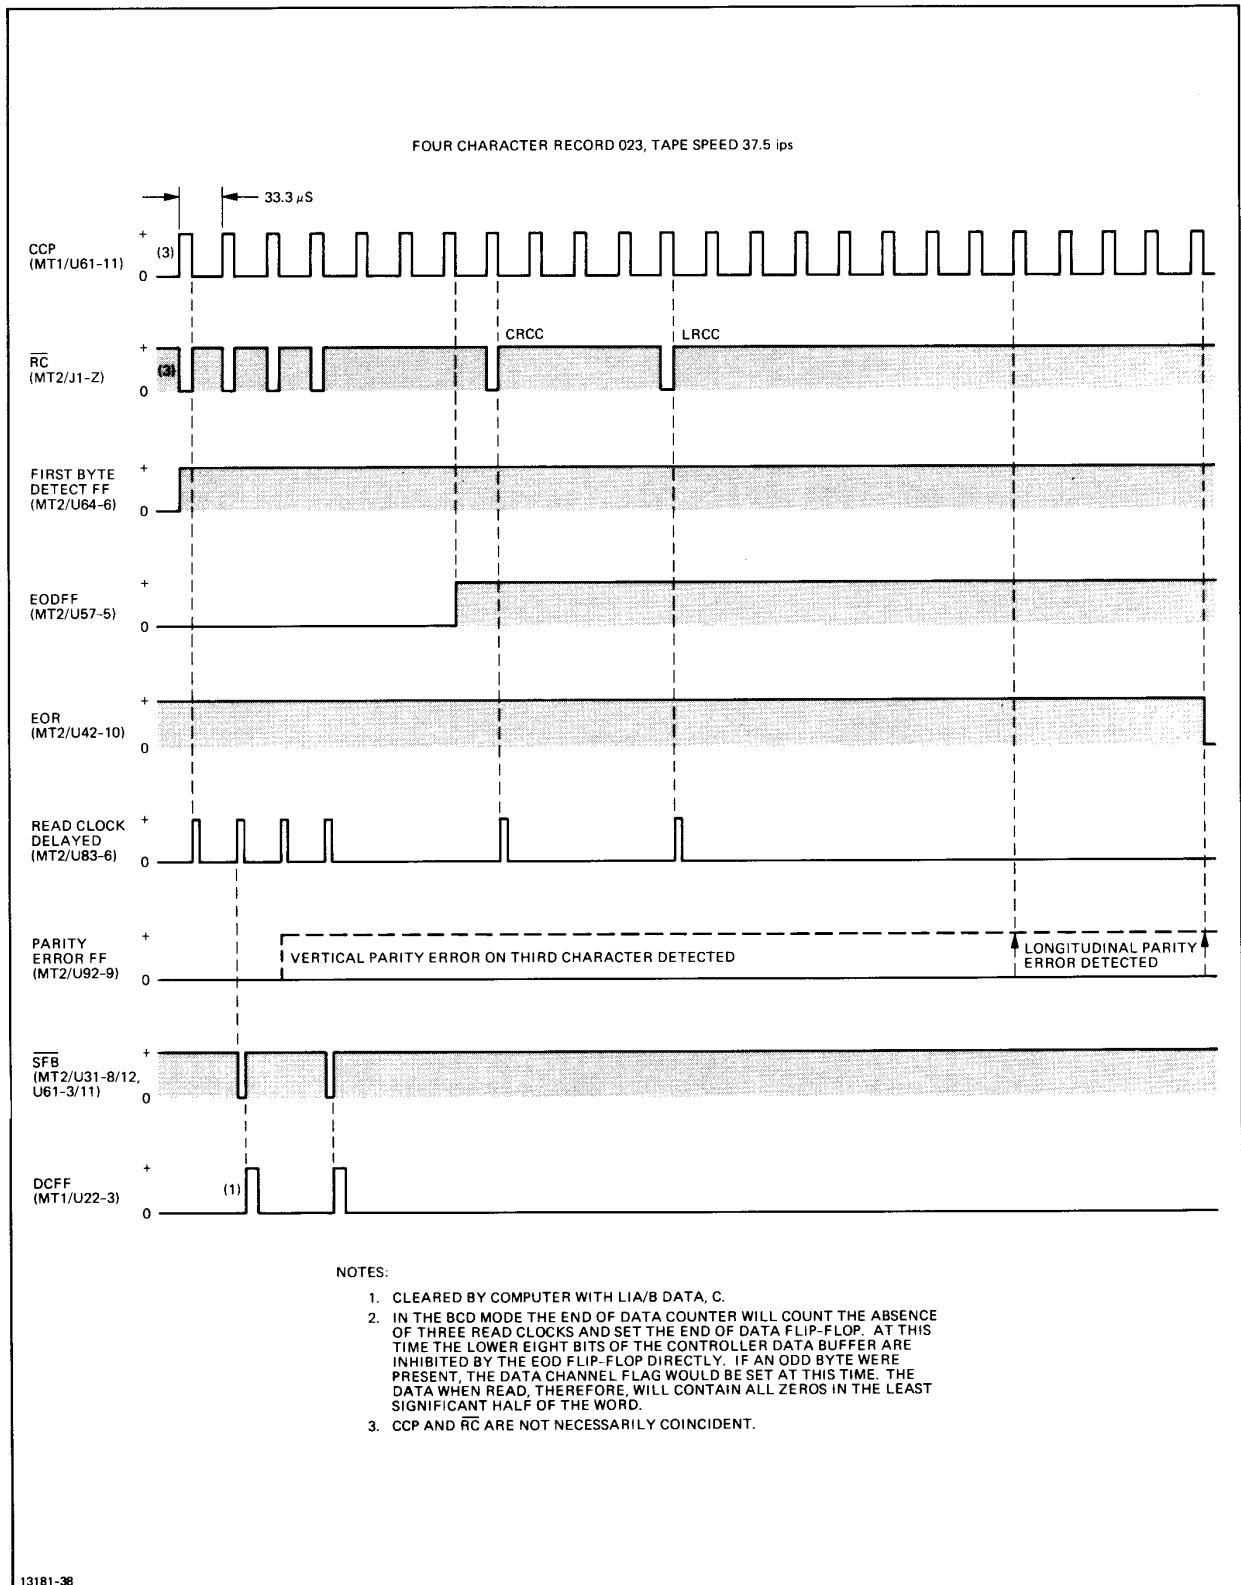 FOUR CHARACTER RECORD 023, TAPE SPEED 37.5 ips
33.3 μS
CCP
(MT1/U61-11)
+
(3)
0
CRCC
LRCC
R̅C̅
(MT2/J1-Z)
+
(3)
0
FIRST BYTE
DETECT FF
(MT2/U64-6)
+
0
EODFF
(MT2/U57-5)
+
0
EOR
(MT2/U42-10)
+
0
READ CLOCK
DELAYED
(MT2/U83-6)
+
0
PARITY
ERROR FF
(MT2/U92-9)
+
0
VERTICAL PARITY ERROR ON THIRD CHARACTER DETECTED
LONGITUDINAL PARITY
ERROR DETECTED
S̅F̅B̅
(MT2/U31-8/12,
U61-3/11)
+
0
DCFF
(MT1/U22-3)
+
(1)
0
NOTES:
1. CLEARED BY COMPUTER WITH LIA/B DATA, C.
2. IN THE BCD MODE THE END OF DATA COUNTER WILL COUNT THE ABSENCE
OF THREE READ CLOCKS AND SET THE END OF DATA FLIP-FLOP. AT THIS
TIME THE LOWER EIGHT BITS OF THE CONTROLLER DATA BUFFER ARE
INHIBITED BY THE EOD FLIP-FLOP DIRECTLY. IF AN ODD BYTE WERE
PRESENT, THE DATA CHANNEL FLAG WOULD BE SET AT THIS TIME. THE
DATA WHEN READ, THEREFORE, WILL CONTAIN ALL ZEROS IN THE LEAST
SIGNIFICANT HALF OF THE WORD.
3. CCP AND R̅C̅ ARE NOT NECESSARILY COINCIDENT.
13181-38